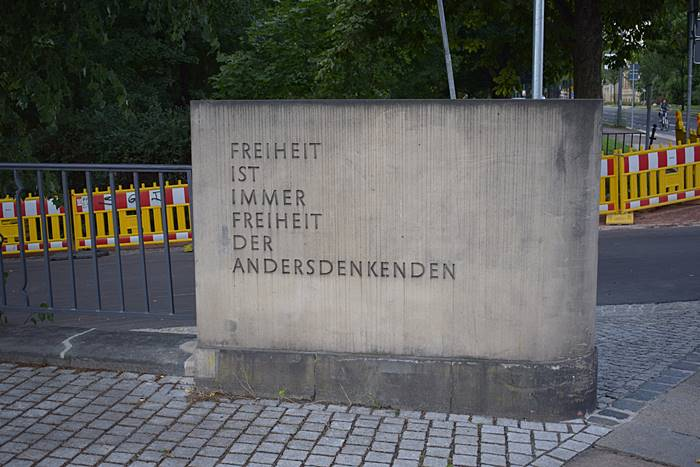 FREIHEIT
IST
IMMER
FREIHEIT
DER
ANDERSDENKENDEN